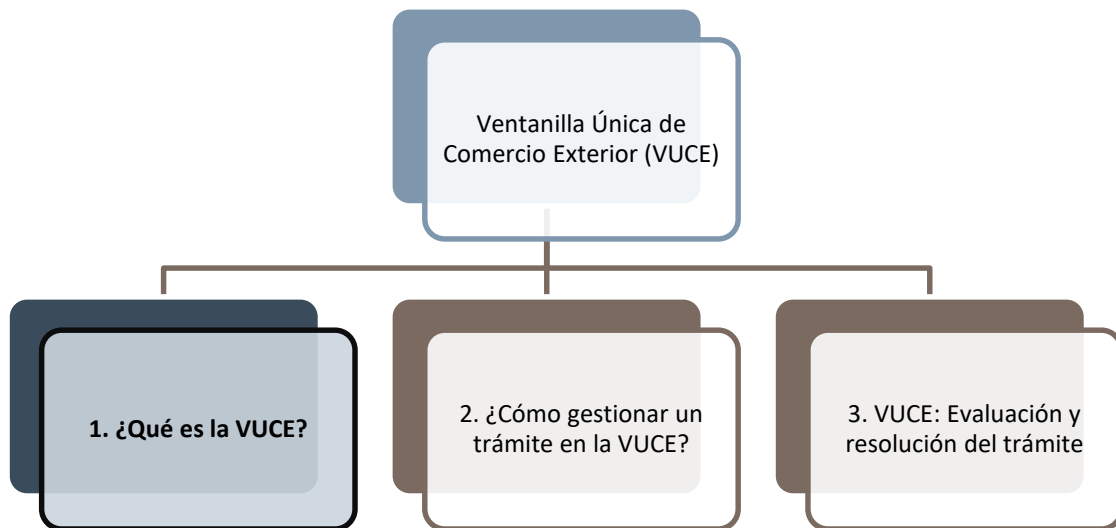 Ventanilla Única de
Comercio Exterior (VUCE)
1. ¿Qué es la VUCE?
2. ¿Cómo gestionar un
trámite en la VUCE?
3. VUCE: Evaluación y
resolución del trámite